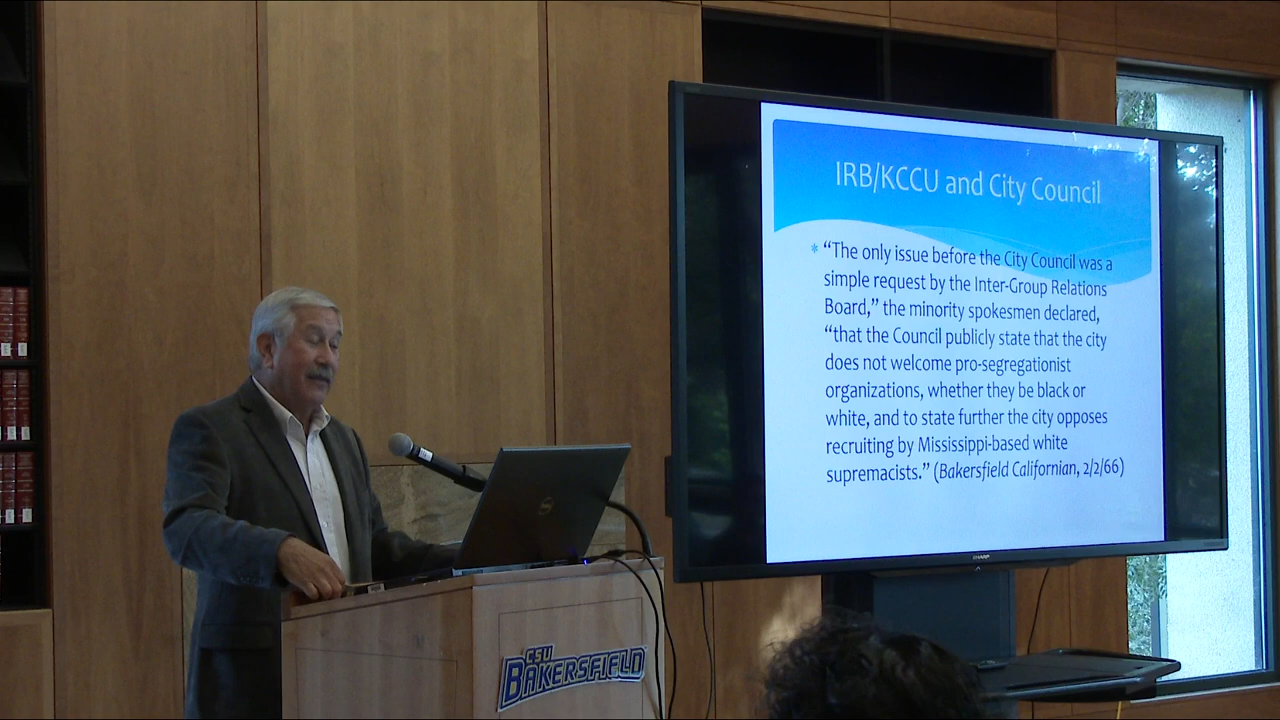 IRB/KCCU and City Council
* “The only issue before the City Council was a
simple request by the Inter-Group Relations
Board,” the minority spokesmen declared,
“that the Council publicly state that the city
does not welcome pro-segregationist
organizations, whether they be black or
white, and to state further the city opposes
recruiting by Mississippi-based white
supremacists.” (Bakersfield Californian, 2/2/66)
SHARP
DELL
CSU
BAKERSFIELD